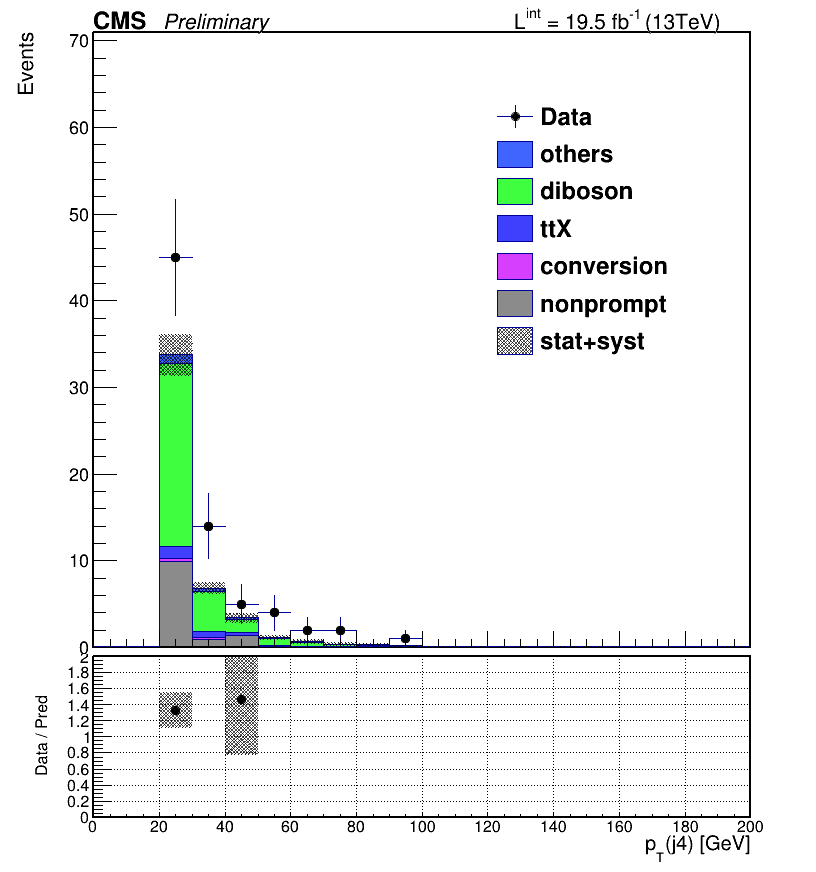 CMS Preliminary L^int = 19.5 fb^-1 (13TeV)
Events
70
60
50
40
30
20
10
0
Data
others
diboson
ttX
conversion
nonprompt
stat+syst
Data / Pred
2
1.8
1.6
1.4
1.2
1
0.8
0.6
0.4
0.2
0
0 20 40 60 80 100 120 140 160 180 200
p_T(j4) [GeV]